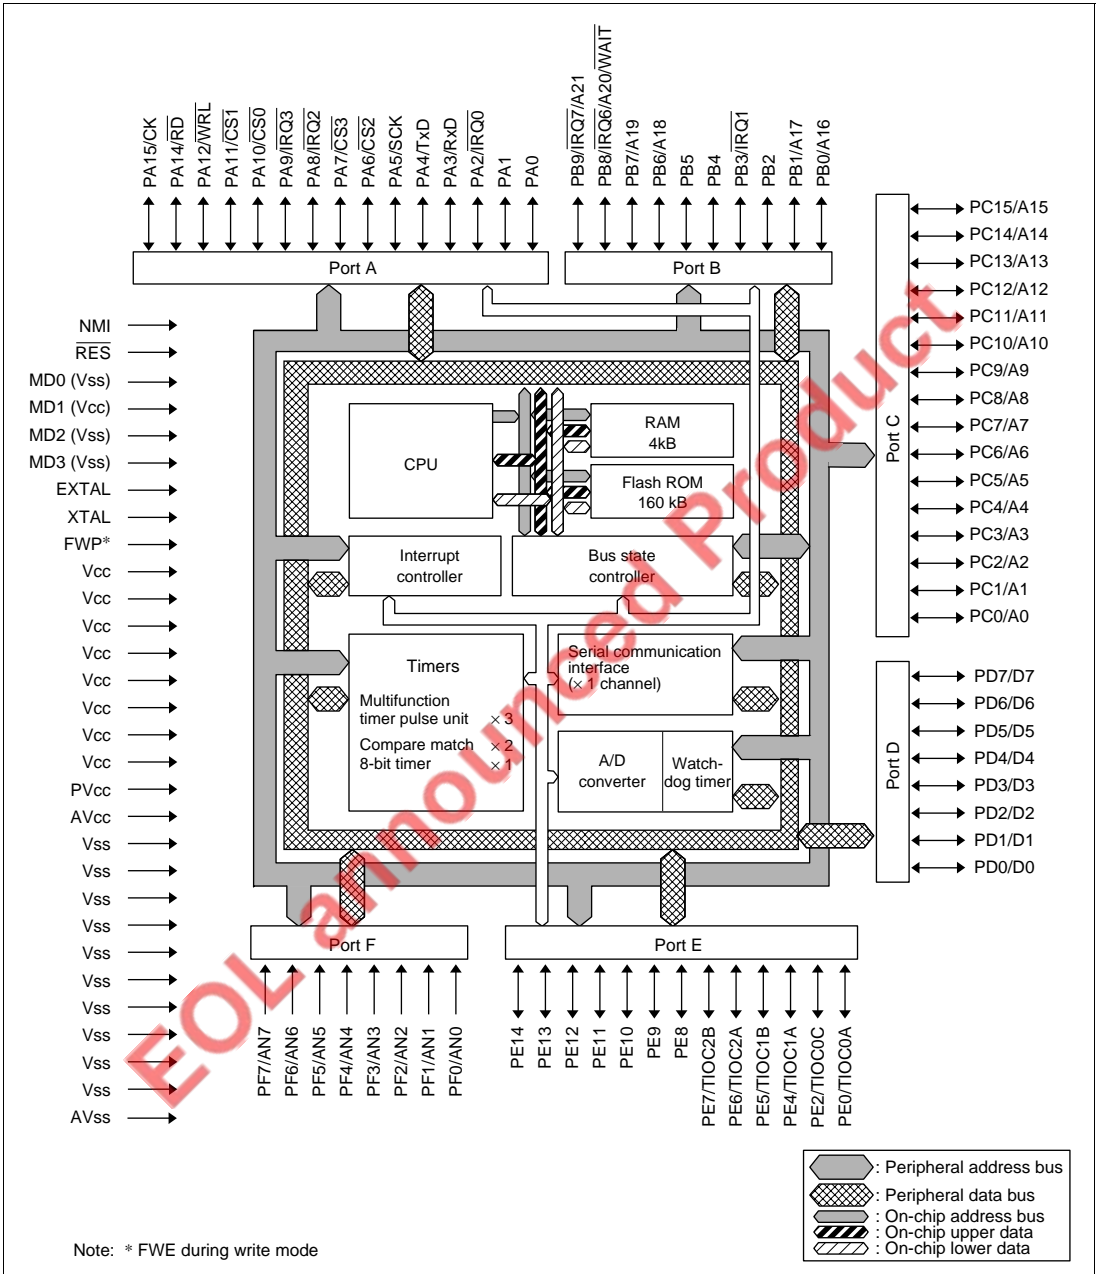 PA15/CK
PA14/RD
PA12/WRL
PA11/CS1
PA10/CS0
PA9/IRQ3
PA8/IRQ2
PA7/CS3
PA6/CS2
PA5/SCK
PA4/TxD
PA3/RxD
PA2/IRQ0
PA1
PA0
PB9/IRQ7/A21
PB8/IRQ6/A20/WAIT
PB7/A19
PB6/A18
PB5
PB4
PB3/IRQ1
PB2
PB1/A17
PB0/A16
Port A
Port B
NMI
RES
MD0 (Vss)
MD1 (Vcc)
MD2 (Vss)
MD3 (Vss)
EXTAL
XTAL
FWP*
Vcc
Vcc
Vcc
Vcc
Vcc
Vcc
Vcc
Vcc
PVcc
AVcc
Vss
Vss
Vss
Vss
Vss
Vss
Vss
Vss
Vss
Vss
AVss
CPU
RAM
4kB
Flash ROM
160 kB
Interrupt
controller
Bus state
controller
Timers
Multifunction
timer pulse unit × 3
Compare match × 2
8-bit timer × 1
Serial communication
interface
(× 1 channel)
A/D
converter
Watch-
dog timer
Port C
PC15/A15
PC14/A14
PC13/A13
PC12/A12
PC11/A11
PC10/A10
PC9/A9
PC8/A8
PC7/A7
PC6/A6
PC5/A5
PC4/A4
PC3/A3
PC2/A2
PC1/A1
PC0/A0
Port D
PD7/D7
PD6/D6
PD5/D5
PD4/D4
PD3/D3
PD2/D2
PD1/D1
PD0/D0
Port F
Port E
PF7/AN7
PF6/AN6
PF5/AN5
PF4/AN4
PF3/AN3
PF2/AN2
PF1/AN1
PF0/AN0
PE14
PE13
PE12
PE11
PE10
PE9
PE8
PE7/TIOC2B
PE6/TIOC2A
PE5/TIOC1B
PE4/TIOC1A
PE2/TIOC0C
PE0/TIOC0A
EOL announced Product
: Peripheral address bus
: Peripheral data bus
: On-chip address bus
: On-chip upper data
: On-chip lower data
Note: * FWE during write mode